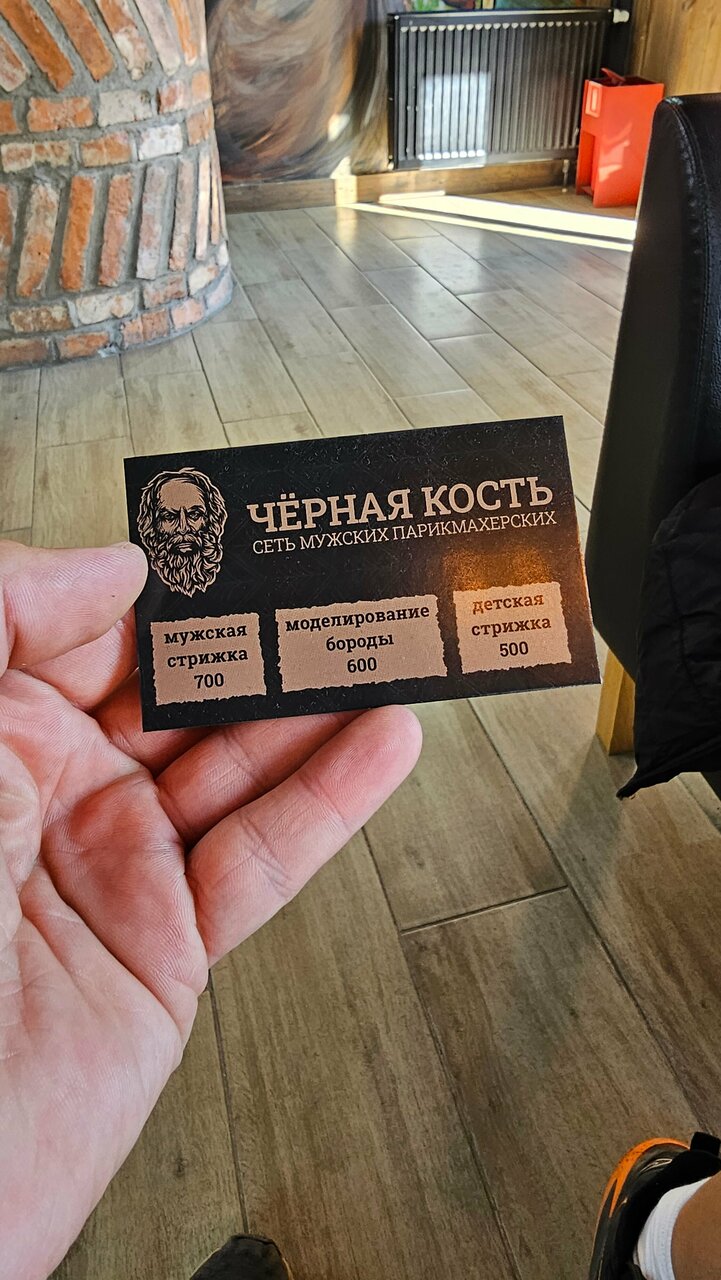 ЧЁРНАЯ КОСТЬ
СЕТЬ МУЖСКИХ ПАРИКМАХЕРСКИХ
мужская
стрижка
700
моделирование
бороды
600
детская
стрижка
500